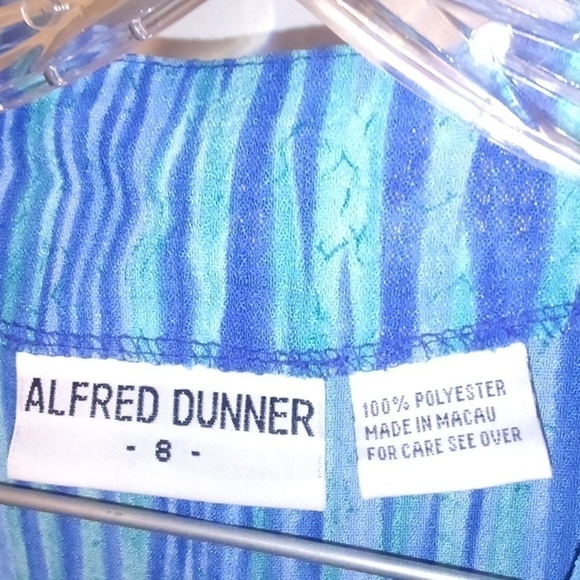 ALFRED DUNNER
- 8 -
100% POLYESTER
MADE IN MACAU
FOR CARE SEE OVER